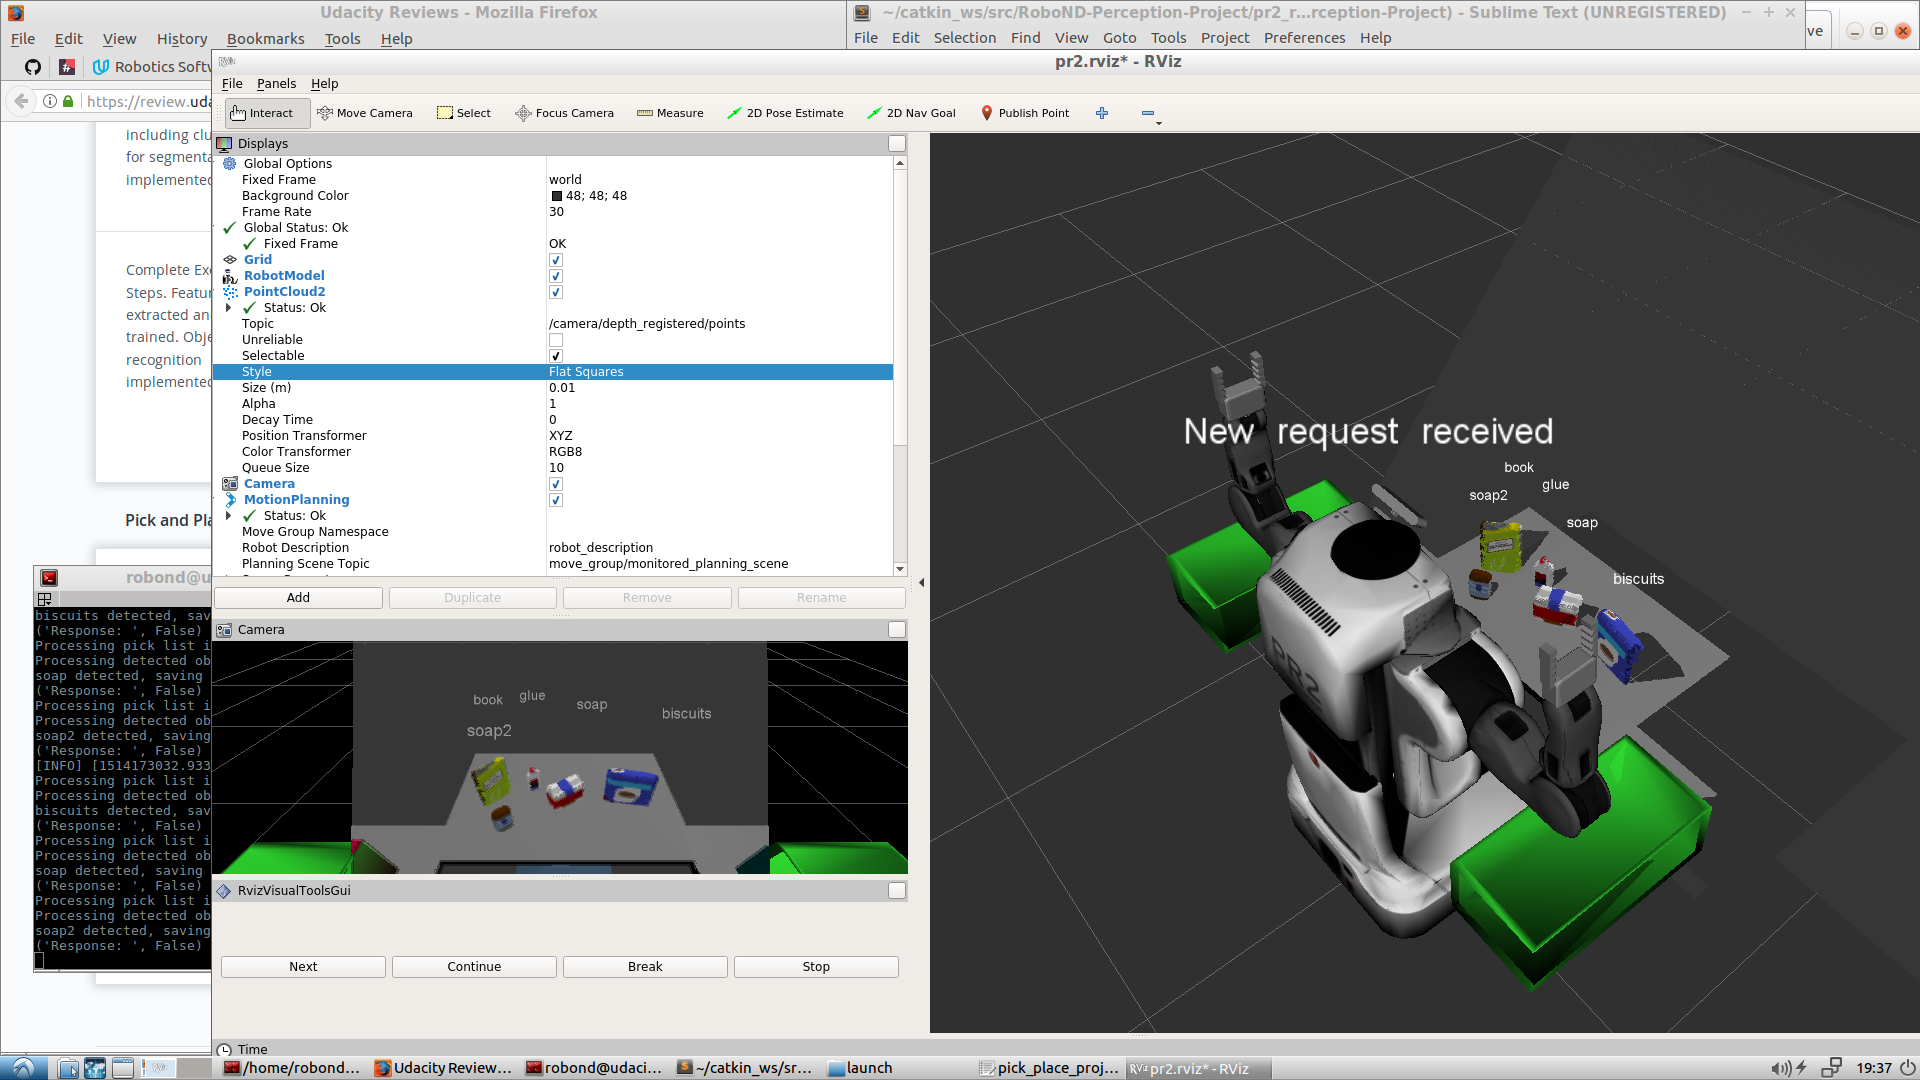 Udacity Reviews - Mozilla Firefox
File Edit View History Bookmarks Tools Help
~/catkin_ws/src/RoboND-Perception-Project/pr2_r...rception-Project) - Sublime Text (UNREGISTERED)
File Edit Selection Find View Goto Tools Project Preferences Help
ve
Robotics Softw
https://review.uda
including clu
for segmenta
implemented
Complete Exe
Steps. Featur
extracted an
trained. Obje
recognition
implemented
Pick and Pla
pr2.rviz* - RViz
File Panels Help
Interact Move Camera Select Focus Camera Measure 2D Pose Estimate 2D Nav Goal Publish Point
Displays
Global Options
Fixed Frame world
Background Color 48; 48; 48
Frame Rate 30
Global Status: Ok
Fixed Frame OK
Grid
RobotModel
PointCloud2
Status: Ok
Topic /camera/depth_registered/points
Unreliable
Selectable
Style Flat Squares
Size (m) 0.01
Alpha 1
Decay Time 0
Position Transformer XYZ
Color Transformer RGB8
Queue Size 10
Camera
MotionPlanning
Status: Ok
Move Group Namespace
Robot Description robot_description
Planning Scene Topic move_group/monitored_planning_scene
Add Duplicate Remove Rename
Camera
book glue soap biscuits
soap2
RvizVisualToolsGui
Next Continue Break Stop
Time
New request received
book
glue
soap2
soap
biscuits
PR2
robond@u
biscuits detected, sav
('Response: ', False)
Processing pick list i
Processing detected ob
soap detected, saving
('Response: ', False)
Processing pick list i
Processing detected ob
soap2 detected, saving
('Response: ', False)
[INFO] [1514173032.933
Processing pick list i
Processing detected ob
biscuits detected, sav
('Response: ', False)
Processing pick list i
Processing detected ob
soap detected, saving
('Response: ', False)
Processing pick list i
Processing detected ob
soap2 detected, saving
('Response: ', False)
/home/robond... Udacity Review... robond@udaci... ~/catkin_ws/sr... launch pick_place_proj... pr2.rviz* - RViz 19:37